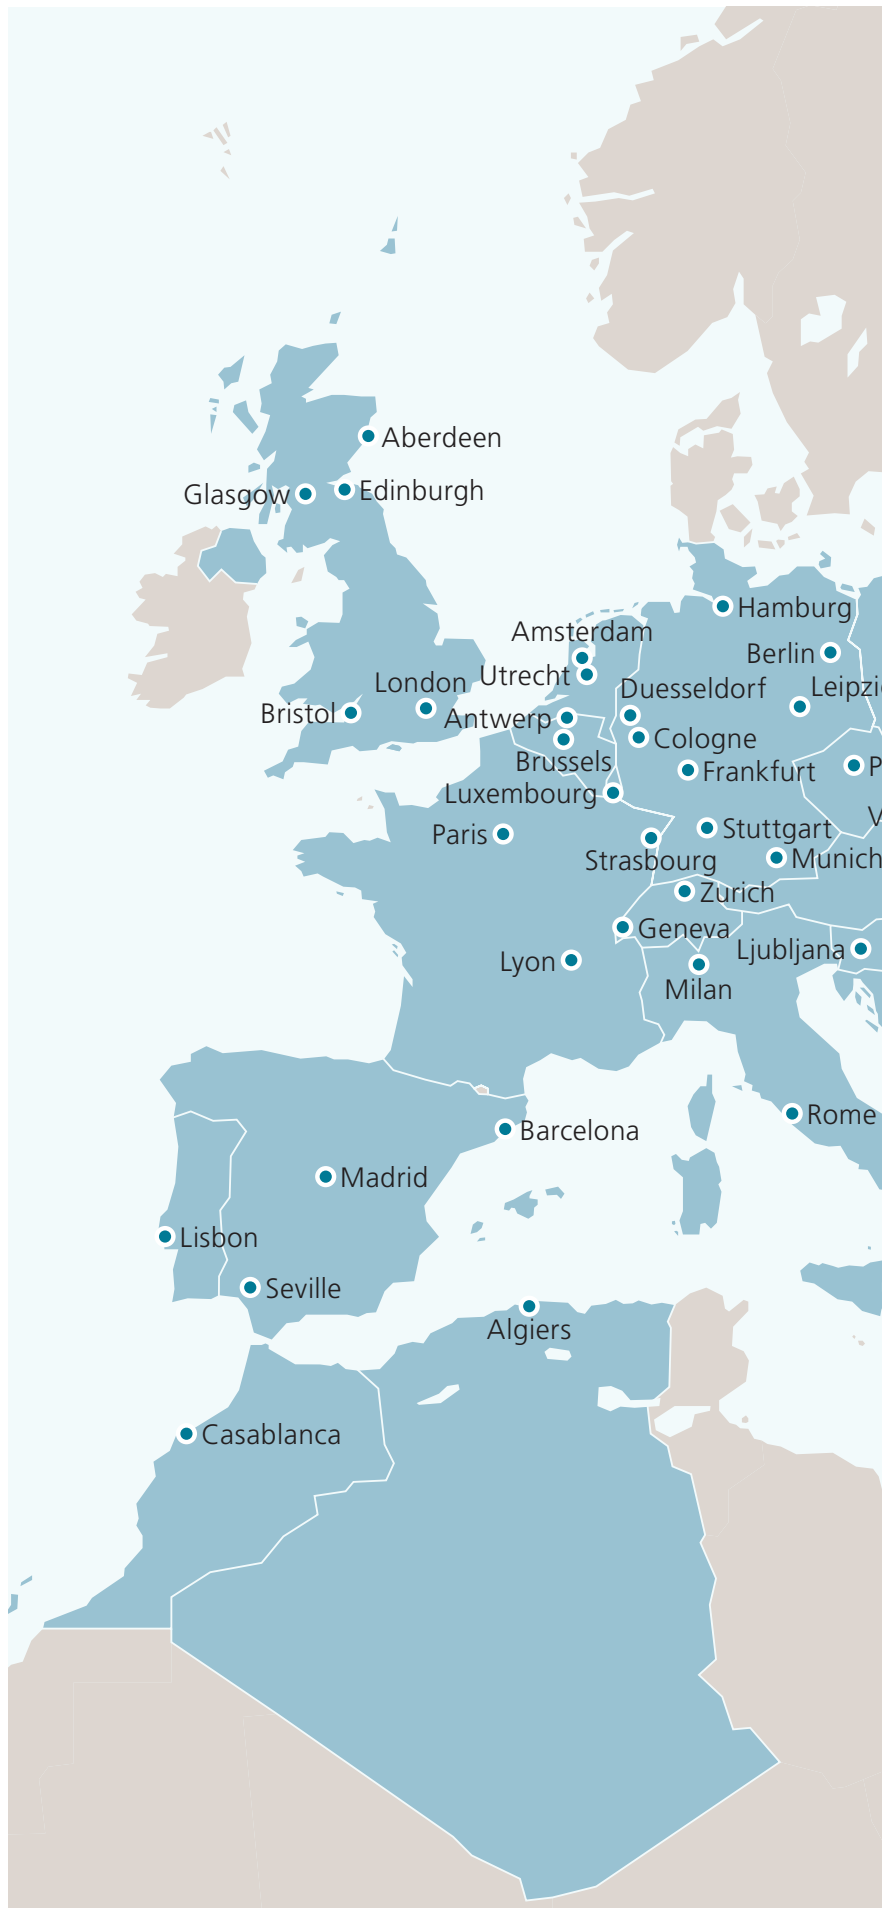 Aberdeen
Glasgow
Edinburgh
Hamburg
Amsterdam
Berlin
Utrecht
London
Duesseldorf
Leipzi
Bristol
Antwerp
Cologne
Brussels
Frankfurt
P
Luxembourg
V
Paris
Stuttgart
Strasbourg
Munich
Zurich
Geneva
Ljubljana
Lyon
Milan
Rome
Barcelona
Madrid
Lisbon
Seville
Algiers
Casablanca